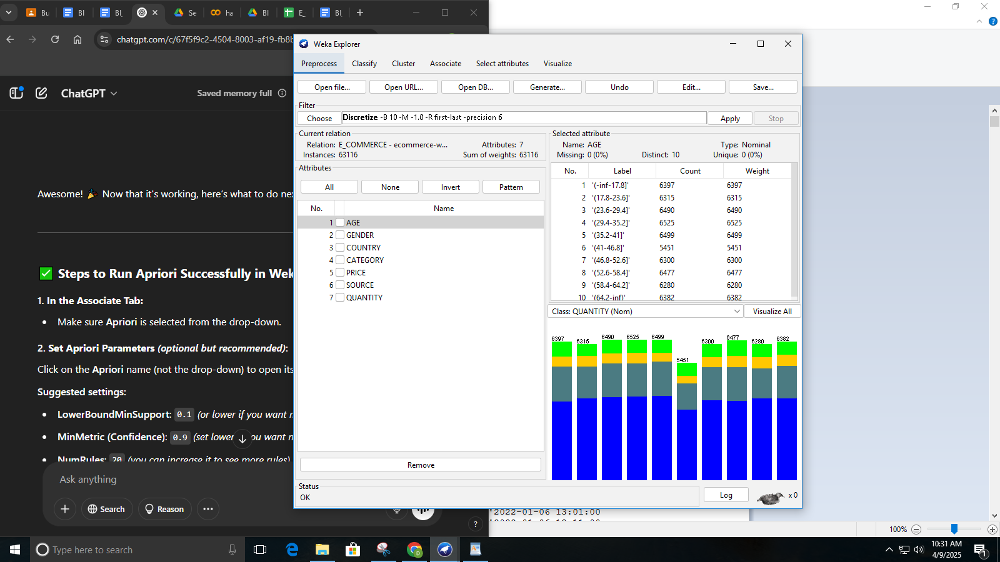 Bu
BI
BI_
Se
ha
BI
E_
BI_
chatgpt.com/c/67f5f9c2-4504-8003-af19-fb8b
ChatGPT
Saved memory full
Awesome! 🎉 Now that it's working, here's what to do nex
✅ Steps to Run Apriori Successfully in Wek
1. In the Associate Tab:
• Make sure Apriori is selected from the drop-down.
2. Set Apriori Parameters (optional but recommended):
Click on the Apriori name (not the drop-down) to open its
Suggested settings:
• LowerBoundMinSupport: 0.1 (or lower if you want m
• MinMetric (Confidence): 0.9 (set lower you want m
• NumRules: 20 (you can increase it to see more rules)
Ask anything
Search
Reason
?
Weka Explorer
Preprocess
Classify
Cluster
Associate
Select attributes
Visualize
Open file...
Open URL...
Open DB...
Generate...
Undo
Edit...
Save...
Filter
Choose
Discretize -B 10 -M -1.0 -R first-last -precision 6
Apply
Stop
Current relation
Relation: E_COMMERCE - ecommerce-w...
Attributes: 7
Instances: 63116
Sum of weights: 63116
Attributes
All
None
Invert
Pattern
No.
Name
1 AGE
2 GENDER
3 COUNTRY
4 CATEGORY
5 PRICE
6 SOURCE
7 QUANTITY
Remove
Selected attribute
Name: AGE
Type: Nominal
Missing: 0 (0%)
Distinct: 10
Unique: 0 (0%)
No. Label Count Weight
1 '(-inf-17.8]' 6397 6397
2 '(17.8-23.6]' 6315 6315
3 '(23.6-29.4]' 6490 6490
4 '(29.4-35.2]' 6525 6525
5 '(35.2-41]' 6499 6499
6 '(41-46.8]' 5451 5451
7 '(46.8-52.6]' 6300 6300
8 '(52.6-58.4]' 6477 6477
9 '(58.4-64.2]' 6280 6280
10 '(64.2-inf)' 6382 6382
Class: QUANTITY (Nom)
Visualize All
6397
6315
6490
6525
6499
5451
6300
6477
6280
6382
Status
OK
Log
x 0
'2022-01-06 13:01:00
100%
Type here to search
10:31 AM
4/9/2025
1